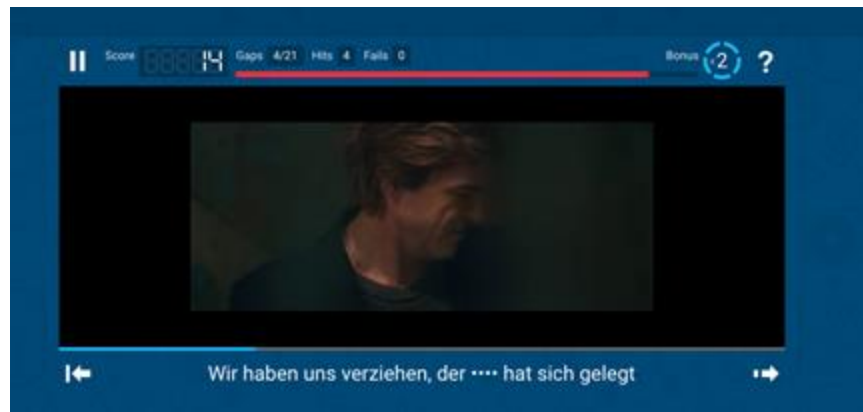 Score 14 Gaps 4/21 Hits 4 Fails 0 Bonus 2 ?
Wir haben uns verziehen, der •••• hat sich gelegt